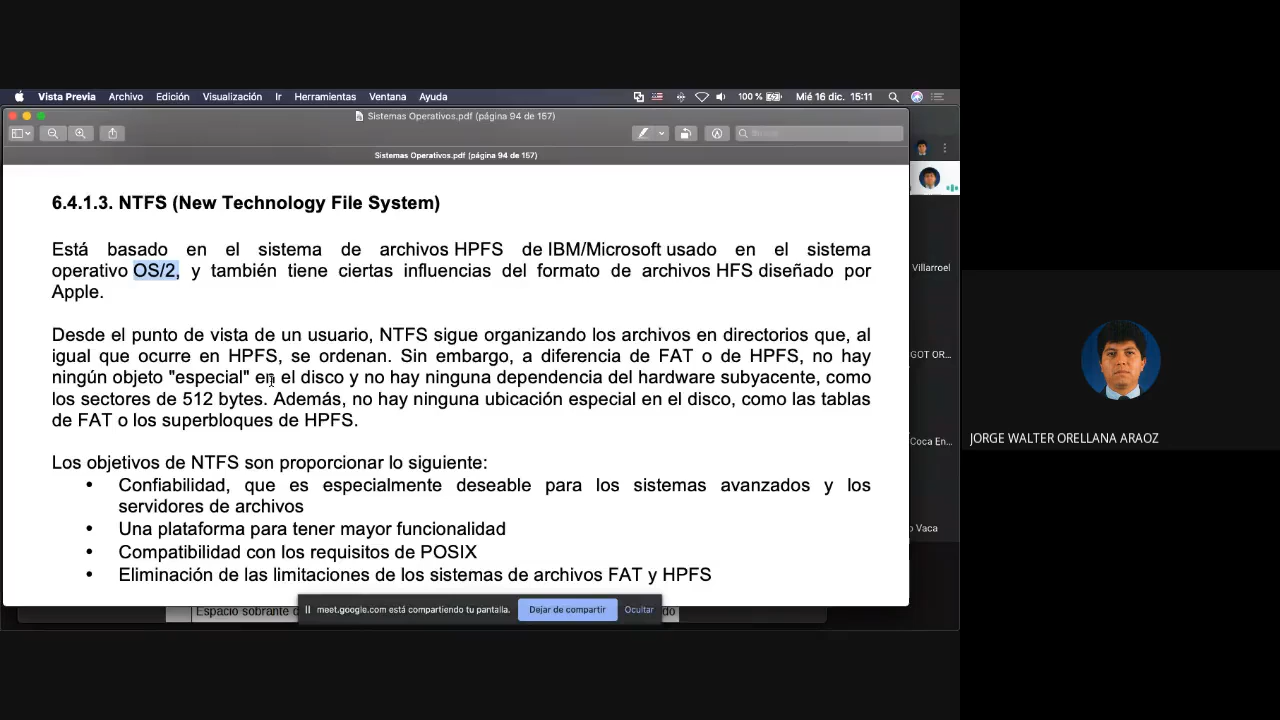 Vista Previa Archivo Edición Visualización Ir Herramientas Ventana Ayuda 100 % Mié 16 dic. 15:11
Sistemas Operativos.pdf (página 94 de 157)
Sistemas Operativos.pdf (página 94 de 157)
6.4.1.3. NTFS (New Technology File System)
Está basado en el sistema de archivos HPFS de IBM/Microsoft usado en el sistema
operativo OS/2, y también tiene ciertas influencias del formato de archivos HFS diseñado por
Apple.
Desde el punto de vista de un usuario, NTFS sigue organizando los archivos en directorios que, al
igual que ocurre en HPFS, se ordenan. Sin embargo, a diferencia de FAT o de HPFS, no hay
ningún objeto "especial" en el disco y no hay ninguna dependencia del hardware subyacente, como
los sectores de 512 bytes. Además, no hay ninguna ubicación especial en el disco, como las tablas
de FAT o los superbloques de HPFS.
Los objetivos de NTFS son proporcionar lo siguiente:
• Confiabilidad, que es especialmente deseable para los sistemas avanzados y los
servidores de archivos
• Una plataforma para tener mayor funcionalidad
• Compatibilidad con los requisitos de POSIX
• Eliminación de las limitaciones de los sistemas de archivos FAT y HPFS
Espacio sobrante
meet.google.com está compartiendo tu pantalla. Dejar de compartir Ocultar
Villarroel
GOT OR...
Coca En...
Vaca
JORGE WALTER ORELLANA ARAOZ